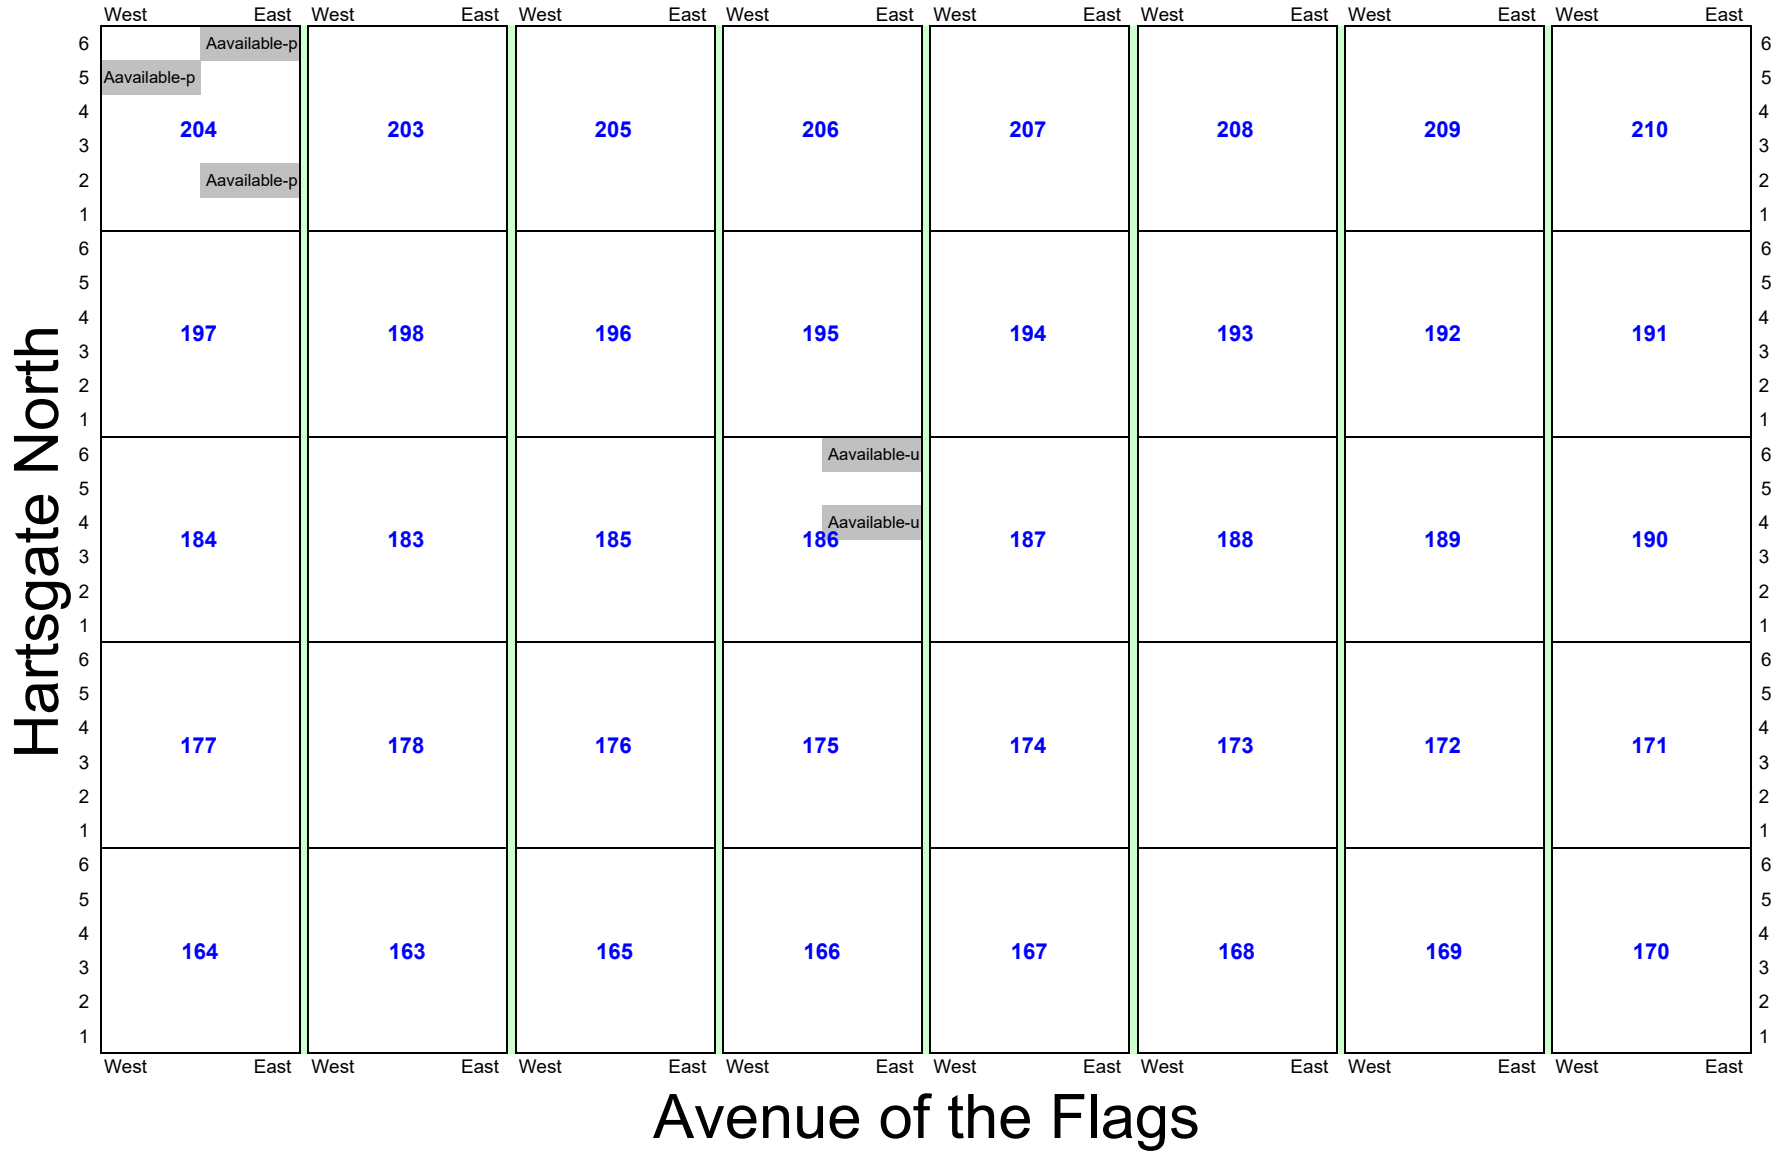 West East West East West East West East West East West East West East West East
6 Aavailable-p 6
5 Aavailable-p 5
4 4
204 203 205 206 207 208 209 210
3 3
2 Aavailable-p 2
1 1
6 6
5 5
4 4
197 198 196 195 194 193 192 191
3 3
2 2
1 1
Hartsgate North
6 Aavailable-u 6
5 5
4 Aavailable-u 4
184 183 185 186 187 188 189 190
3 3
2 2
1 1
6 6
5 5
4 4
177 178 176 175 174 173 172 171
3 3
2 2
1 1
6 6
5 5
4 4
164 163 165 166 167 168 169 170
3 3
2 2
1 1
West East West East West East West East West East West East West East West East
Avenue of the Flags